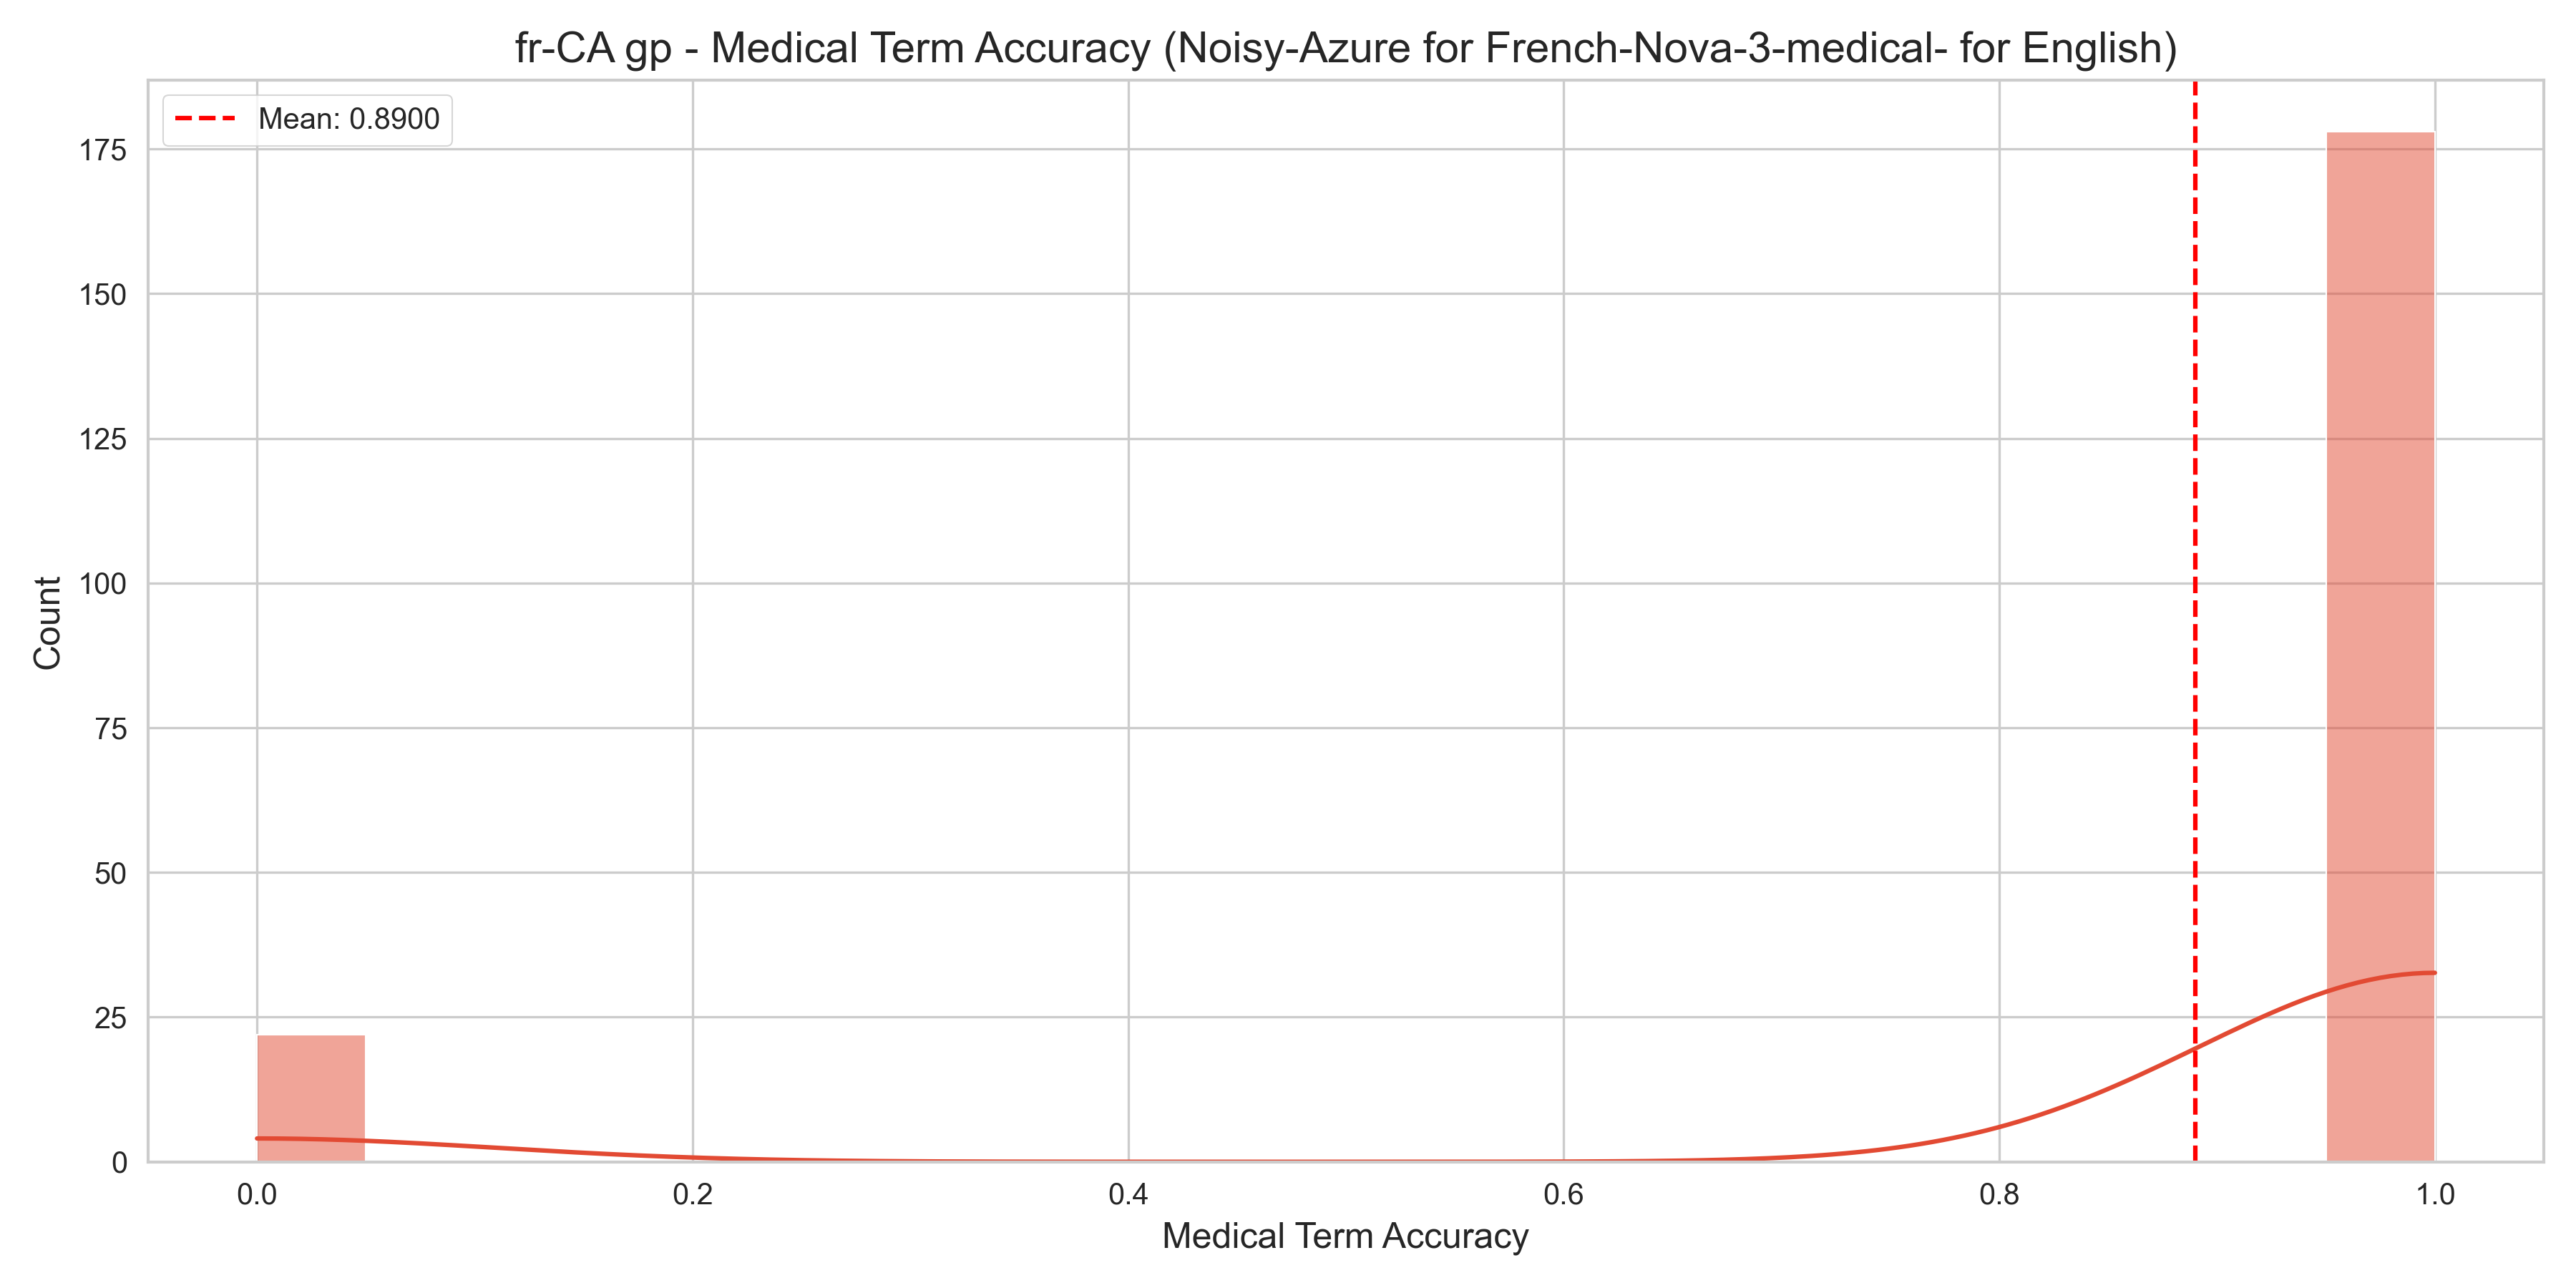 fr-CA gp - Medical Term Accuracy (Noisy-Azure for French-Nova-3-medical- for English)
Mean: 0.8900
175
150
125
100
75
50
25
0
Count
0.0 0.2 0.4 0.6 0.8 1.0
Medical Term Accuracy